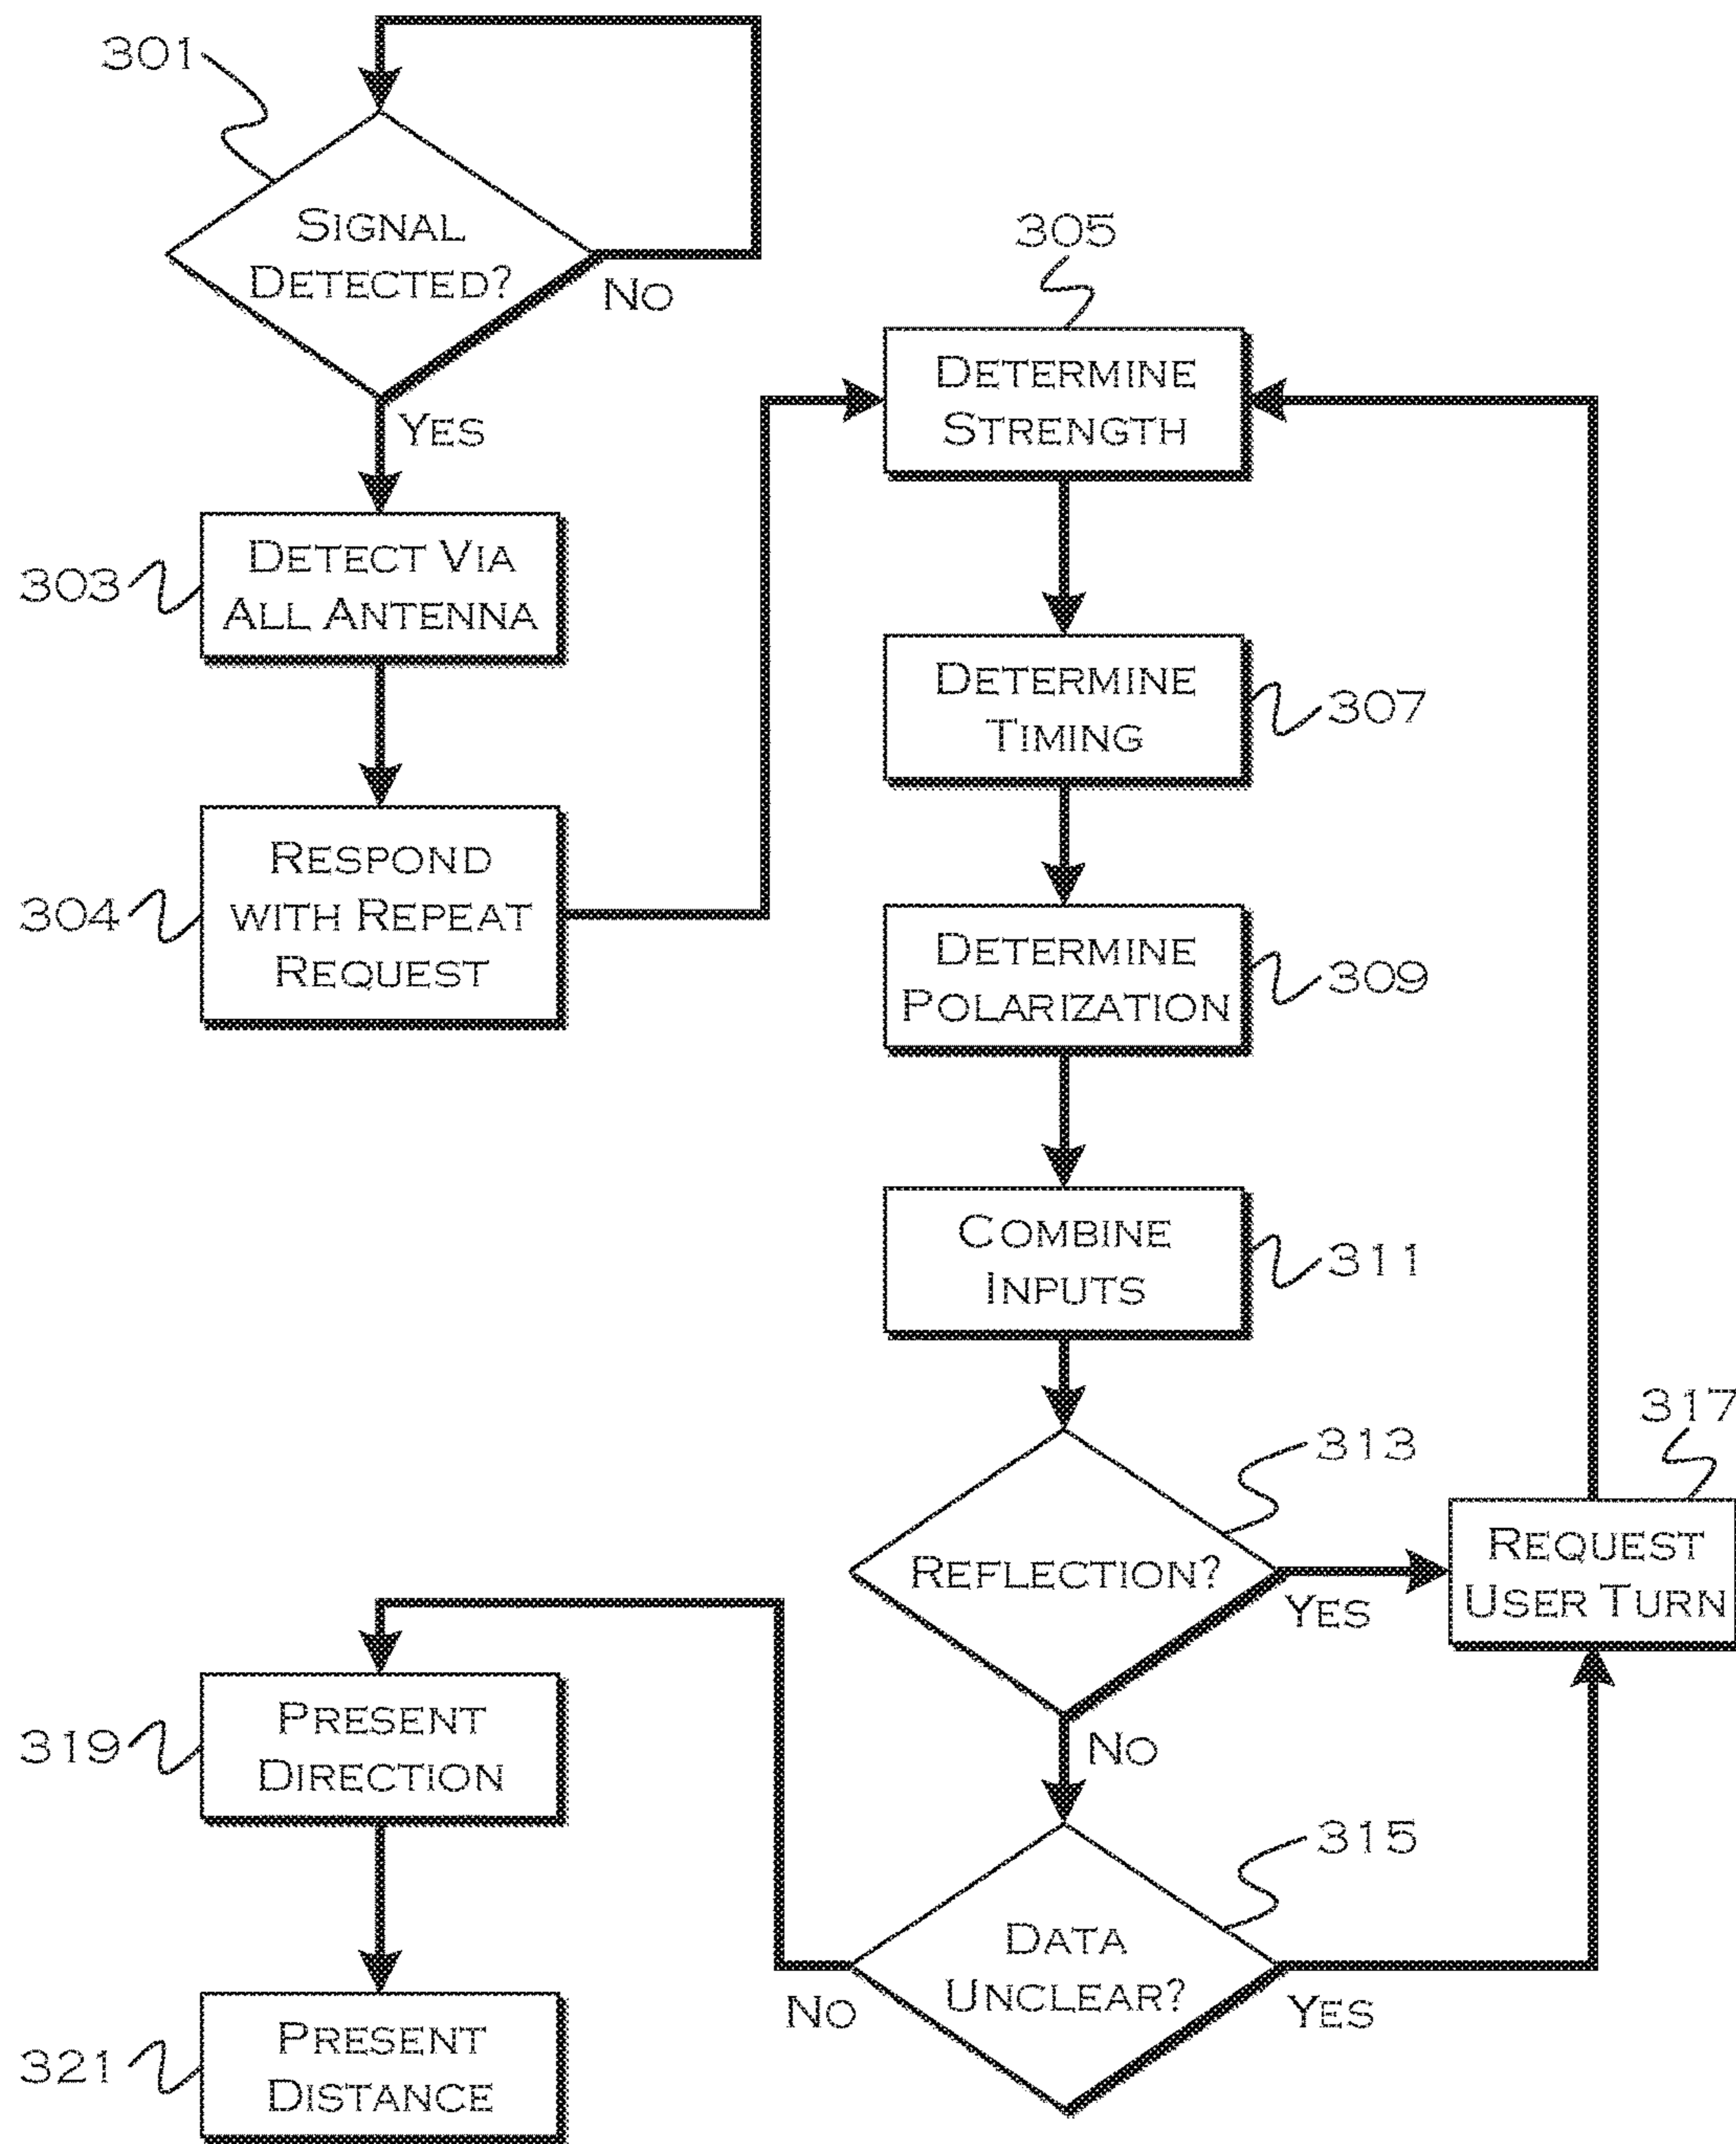 301
SIGNAL
DETECTED?
NO
YES
303
DETECT VIA
ALL ANTENNA
304
RESPOND
WITH REPEAT
REQUEST
305
DETERMINE
STRENGTH
DETERMINE
TIMING
307
DETERMINE
POLARIZATION
309
COMBINE
INPUTS
311
313
REFLECTION?
YES
NO
317
REQUEST
USER TURN
315
DATA
UNCLEAR?
NO
YES
319
PRESENT
DIRECTION
321
PRESENT
DISTANCE